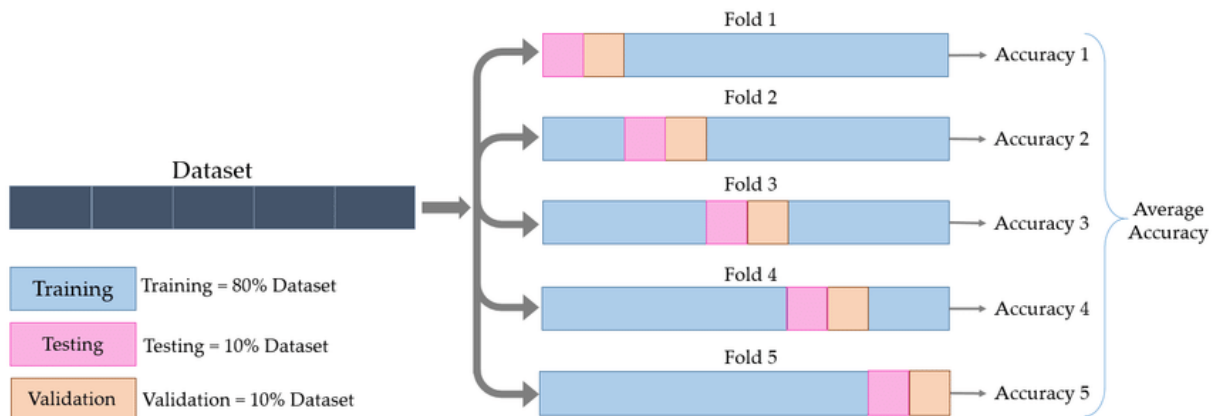 Fold 1
Accuracy 1
Fold 2
Accuracy 2
Dataset
Fold 3
Accuracy 3
Average
Accuracy
Fold 4
Training
Training = 80% Dataset
Accuracy 4
Testing
Testing = 10% Dataset
Fold 5
Validation
Validation = 10% Dataset
Accuracy 5